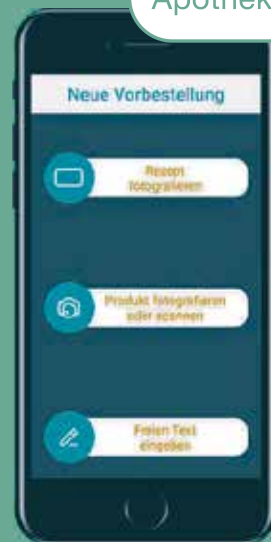 Apothek
Neue Vorbestellung
Rezept
fotografieren
Produkt fotografieren
oder scannen
Freien Text
eingeben